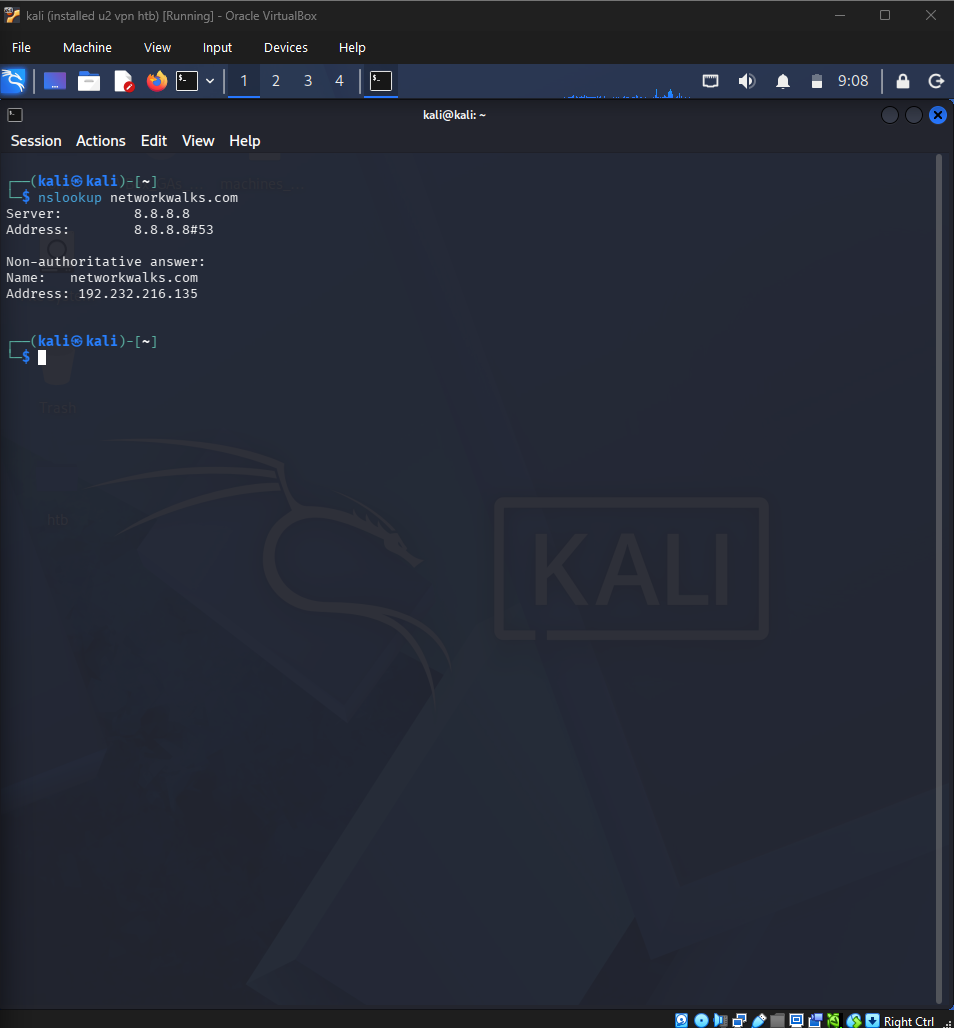 kali (installed u2 vpn htb) [Running] - Oracle VirtualBox
File Machine View Input Devices Help
1 2 3 4 9:08
kali@kali: ~
Session Actions Edit View Help
┌──(kali㉿kali)-[~]
└─$ nslookup networkwalks.com
Server: 8.8.8.8
Address: 8.8.8.8#53
Non-authoritative answer:
Name: networkwalks.com
Address: 192.232.216.135
┌──(kali㉿kali)-[~]
└─$
Trash
htb
KALI
Right Ctrl